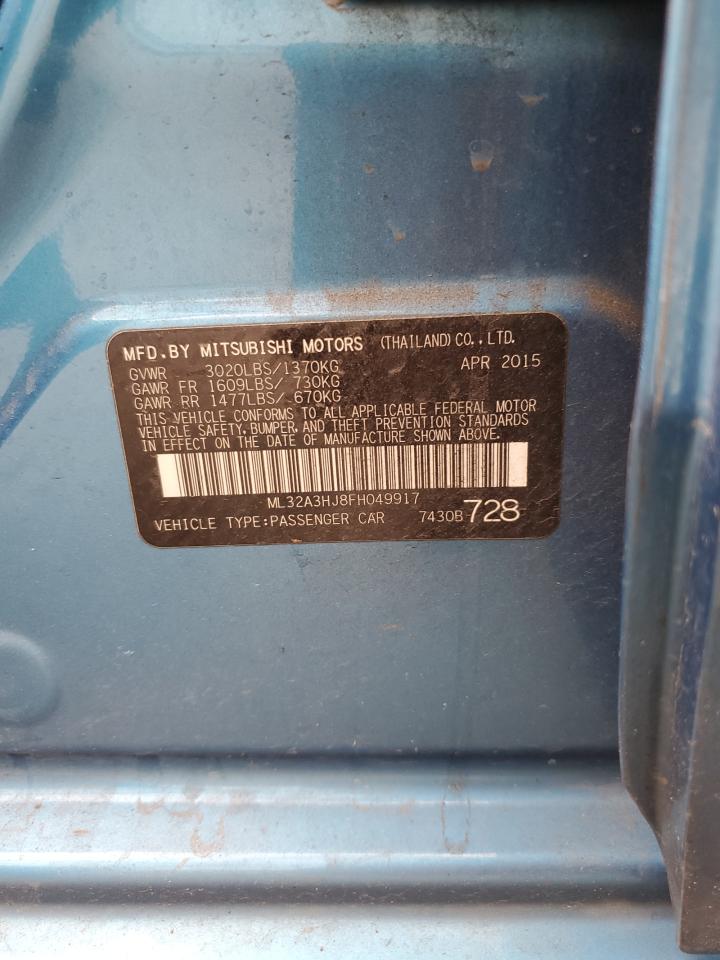 MFD.BY MITSUBISHI MOTORS (THAILAND)CO.,LTD.
GVWR 3020LBS/1370KG APR 2015
GAWR FR 1609LBS/ 730KG
GAWR RR 1477LBS/ 670KG
THIS VEHICLE CONFORMS TO ALL APPLICABLE FEDERAL MOTOR
VEHICLE SAFETY, BUMPER, AND THEFT PREVENTION STANDARDS
IN EFFECT ON THE DATE OF MANUFACTURE SHOWN ABOVE.
ML32A3HJ8FH049917
VEHICLE TYPE:PASSENGER CAR 7430B 728